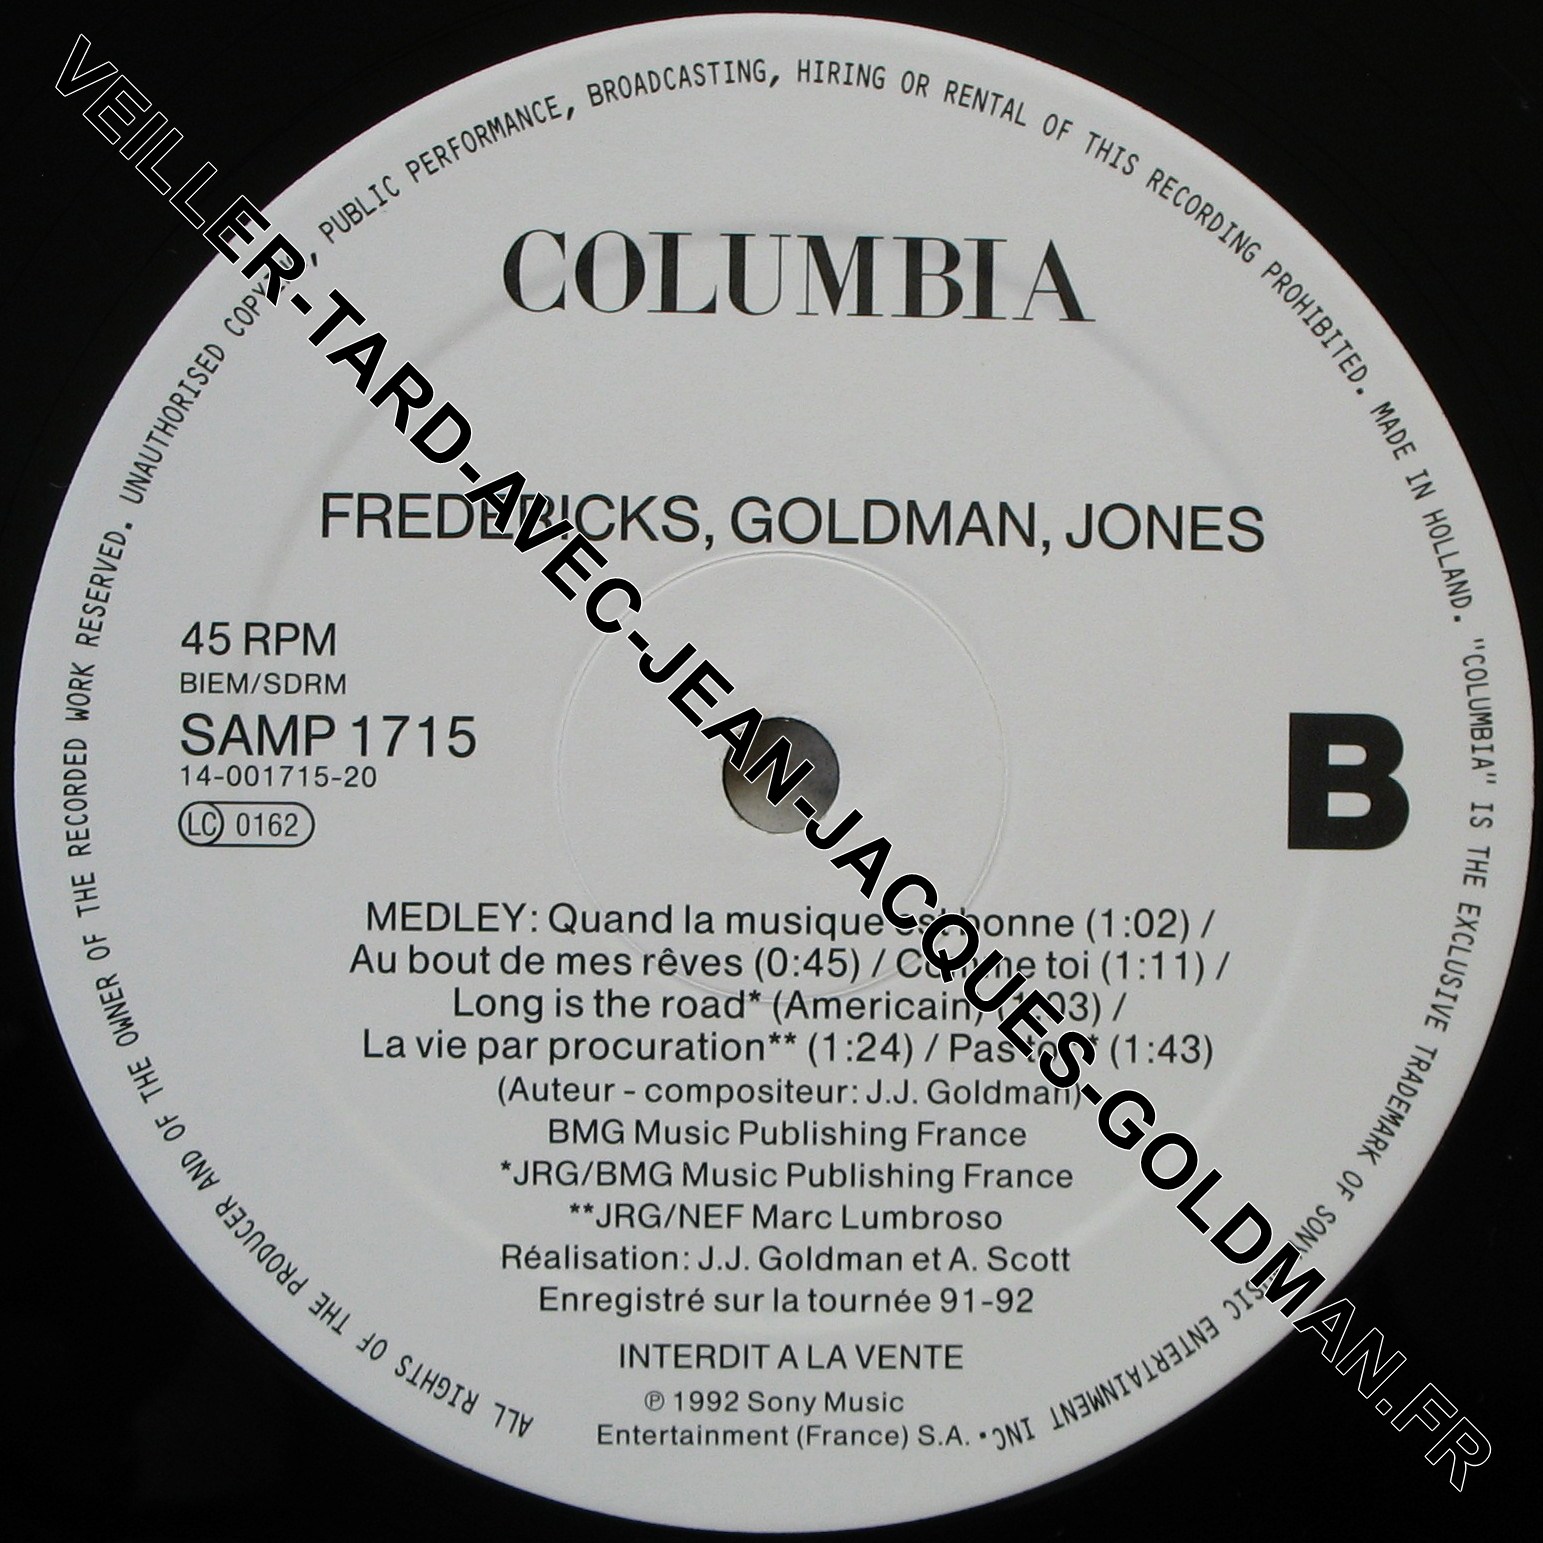 VEILLER-TARD-AVEC-JEAN-JACQUES-GOLDMAN.FR
ALL RIGHTS OF THE PRODUCER AND OF THE OWNER OF THE RECORDED WORK RESERVED. UNAUTHORISED , PUBLIC PERFORMANCE, BROADCASTING, HIRING OR RENTAL OF THIS RECORDING PROHIBITED. MADE IN HOLLAND. "COLUMBIA" IS THE EXCLUSIVE TRADEMARK OF SONY MUSIC ENTERTAINMENT INC.
COLUMBIA
FREDERICKS, GOLDMAN, JONES
45 RPM
BIEM/SDRM
SAMP 1715
14-001715-20
LC 0162
B
MEDLEY: Quand la musique est bonne (1:02) /
Au bout de mes rêves (0:45) / Comme toi (1:11) /
Long is the road* (Americain) (1:03) /
La vie par procuration** (1:24) / Pas toi* (1:43)
(Auteur - compositeur: J.J. Goldman)
BMG Music Publishing France
*JRG/BMG Music Publishing France
**JRG/NEF Marc Lumbroso
Réalisation: J.J. Goldman et A. Scott
Enregistré sur la tournée 91-92
INTERDIT A LA VENTE
℗ 1992 Sony Music
Entertainment (France) S.A.